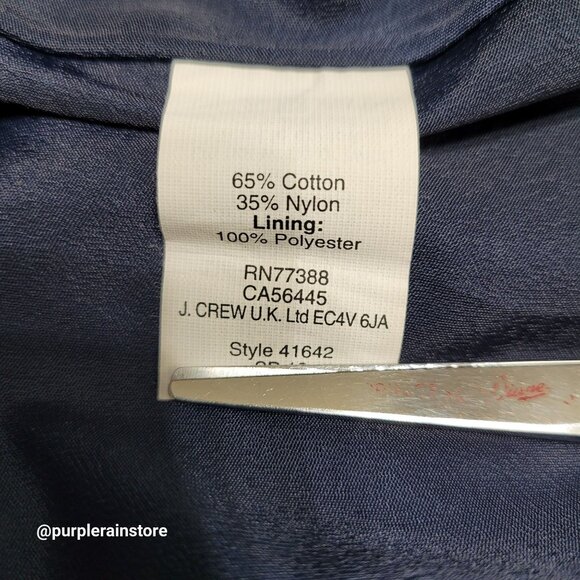 65% Cotton
35% Nylon
Lining:
100% Polyester
RN77388
CA56445
J. CREW U.K. Ltd EC4V 6JA
Style 41642
@purplerainstore